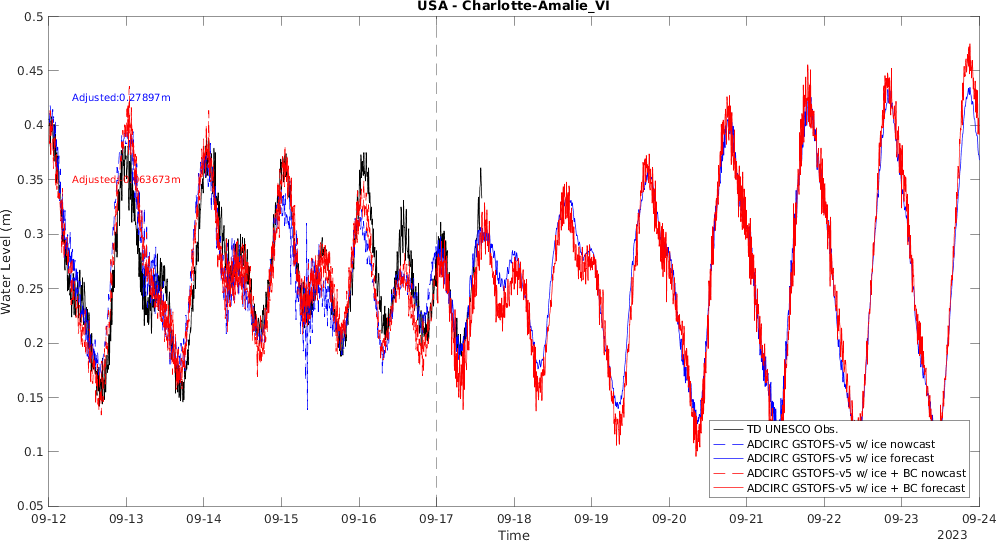 USA - Charlotte-Amalie_VI
0.5
0.45
0.4
0.35
0.3
0.25
0.2
0.15
0.1
0.05
Water Level (m)
Adjusted:0.27897m
TD UNESCO Obs.
ADCIRC GSTOFS-v5 w/ ice nowcast
ADCIRC GSTOFS-v5 w/ ice forecast
ADCIRC GSTOFS-v5 w/ ice + BC nowcast
ADCIRC GSTOFS-v5 w/ ice + BC forecast
09-12 09-13 09-14 09-15 09-16 09-17 09-18 09-19 09-20 09-21 09-22 09-23 09-24
Time
2023